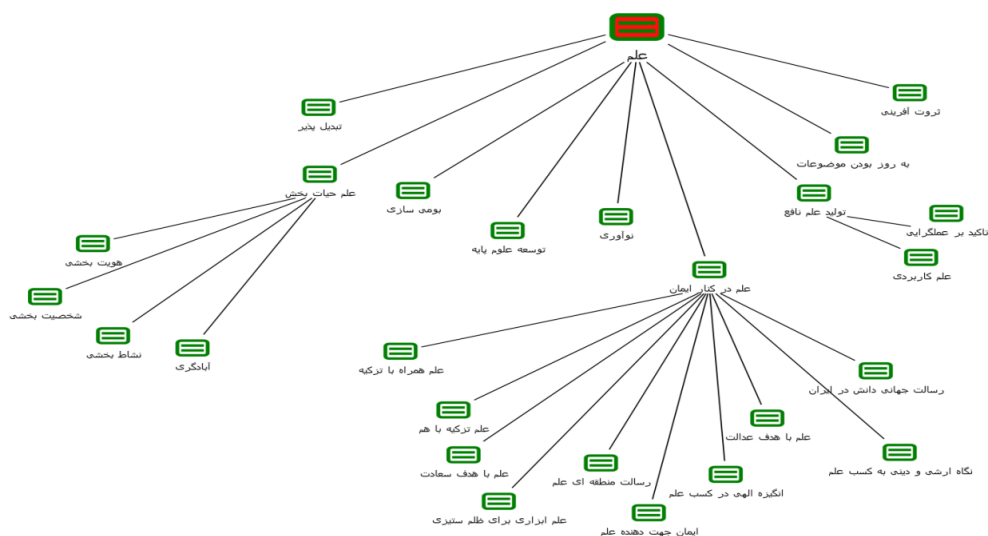 علم
ثروت آفرینی
تبدیل پذیر
به روز بودن موضوعات
علم حیات بخش
بومی سازی
تولید علم نافع
نوآوری
تاکید بر عملگرایی
توسعه علوم پایه
هویت بخشی
علم کاربردی
علم در کنار ایمان
شخصیت بخشی
نشاط بخشی
آبادگری
علم همراه با تزکیه
رسالت جهانی دانش در ایران
علم تزکیه با هم
علم با هدف عدالت
علم با هدف سعادت
نگاه ارشی و دینی به کسب علم
رسالت منطقه ای علم
انگیزه الهی در کسب علم
علم ابزاری برای ظلم ستیزی
ایمان جهت دهنده علم